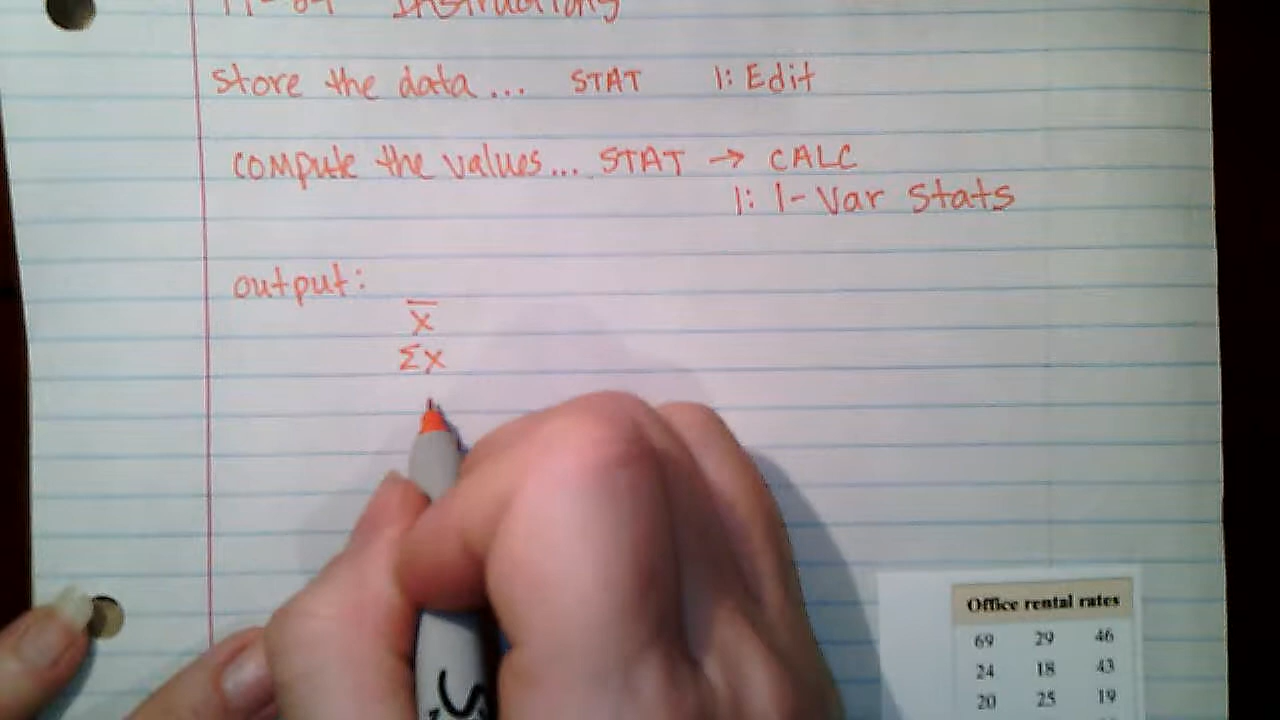 Instructions
store the data... STAT 1: Edit
compute the values... STAT → CALC
1: 1-Var Stats
output:
x̅
Σx
Office rental rates
69 29 46
24 18 43
20 25 19
S